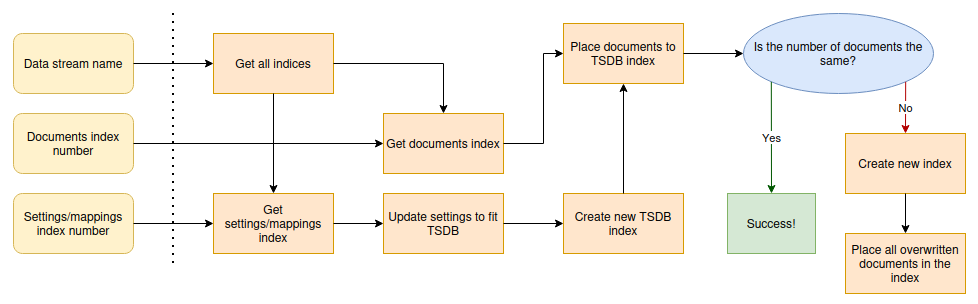 Data stream name
Get all indices
Place documents to
TSDB index
Is the number of documents the
same?
Documents index
number
Get documents index
Yes
No
Create new index
Settings/mappings
index number
Get
settings/mappings
index
Update settings to fit
TSDB
Create new TSDB
index
Success!
Place all overwritten
documents in the
index